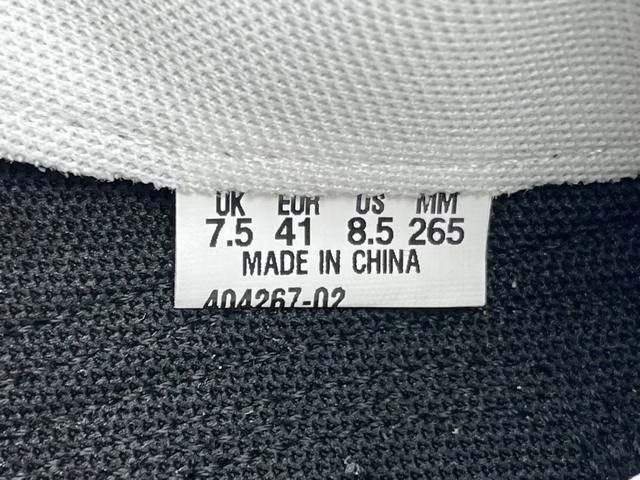 UK EUR US MM
7.5 41 8.5 265
MADE IN CHINA
404267-02